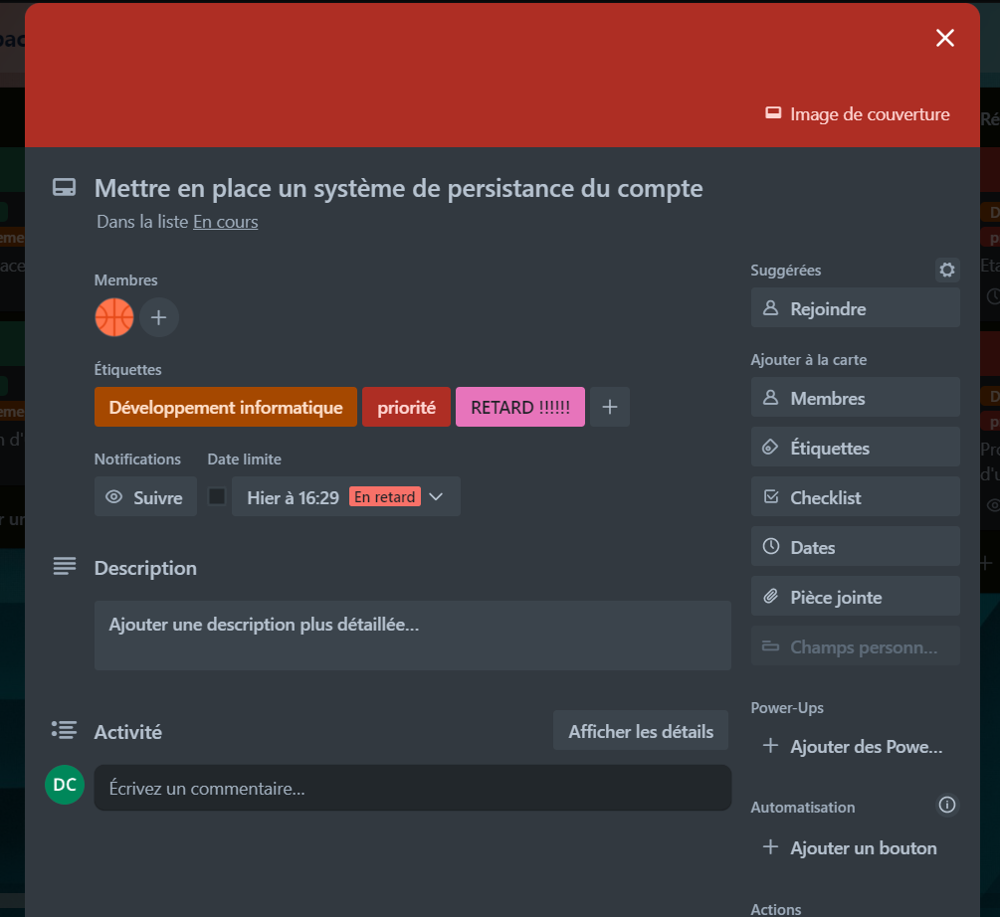 Image de couverture
Mettre en place un système de persistance du compte
Dans la liste En cours
Membres
Étiquettes
Développement informatique priorité RETARD !!!!!!
Notifications Date limite
Suivre Hier à 16:29 En retard
Description
Ajouter une description plus détaillée...
Activité Afficher les détails
DC Écrivez un commentaire...
Suggérées
Rejoindre
Ajouter à la carte
Membres
Étiquettes
Checklist
Dates
Pièce jointe
Champs personn...
Power-Ups
Ajouter des Powe...
Automatisation
Ajouter un bouton
Actions